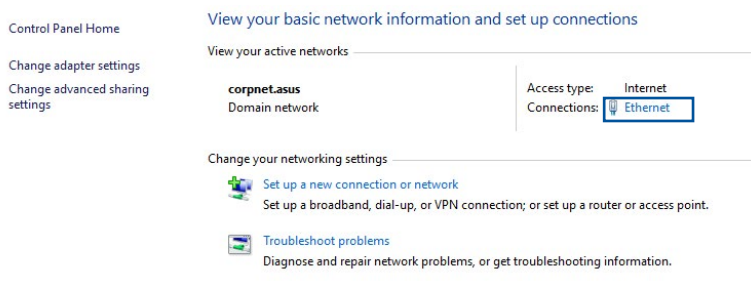 Control Panel Home
Change adapter settings
Change advanced sharing
settings
View your basic network information and set up connections
View your active networks
corpnet.asus
Domain network
Access type: Internet
Connections: Ethernet
Change your networking settings
Set up a new connection or network
Set up a broadband, dial-up, or VPN connection; or set up a router or access point.
Troubleshoot problems
Diagnose and repair network problems, or get troubleshooting information.